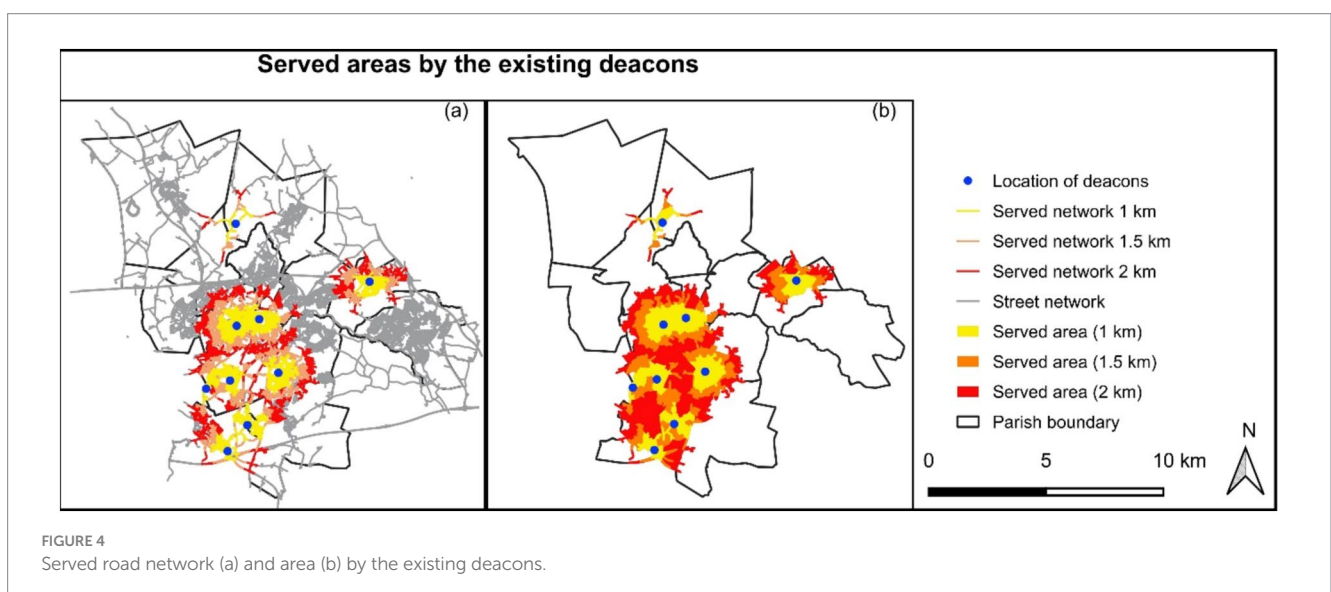 Served areas by the existing deacons
(a)
(b)
Location of deacons
Served network 1 km
Served network 1.5 km
Served network 2 km
Street network
Served area (1 km)
Served area (1.5 km)
Served area (2 km)
Parish boundary
N
0 5 10 km
FIGURE 4
Served road network (a) and area (b) by the existing deacons.